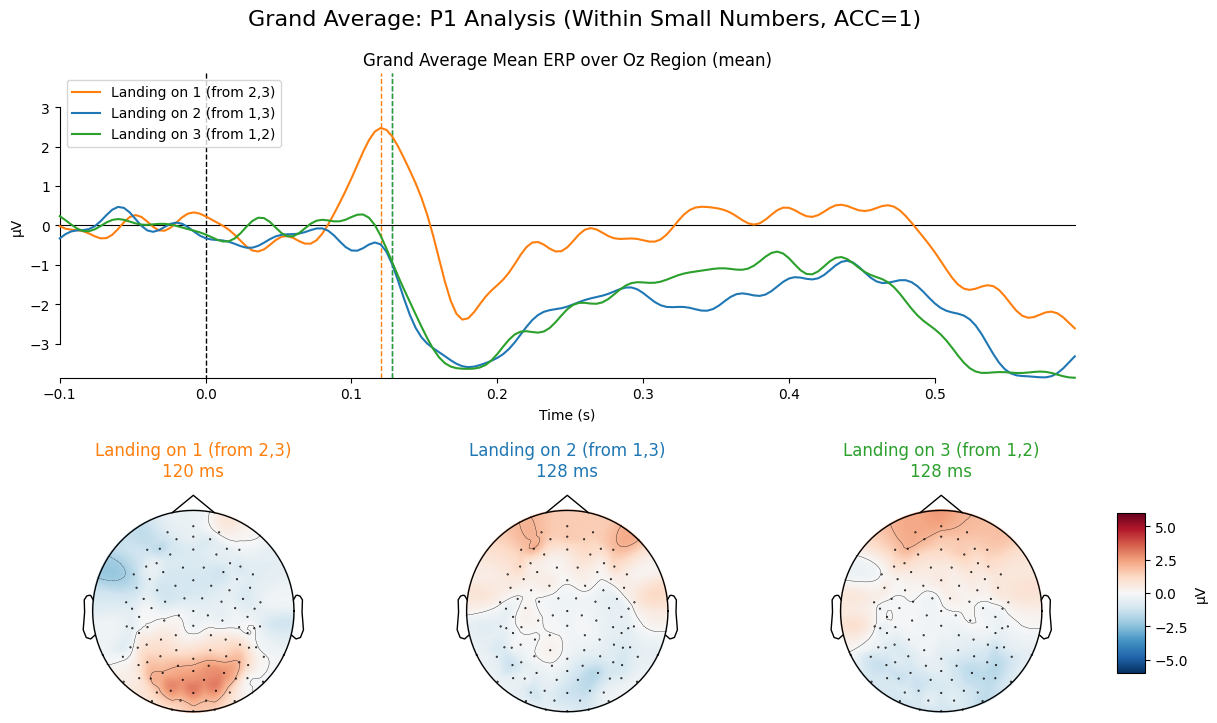 Grand Average: P1 Analysis (Within Small Numbers, ACC=1)
Grand Average Mean ERP over Oz Region (mean)
Landing on 1 (from 2,3)
Landing on 2 (from 1,3)
Landing on 3 (from 1,2)
3
2
1
0
−1
−2
−3
µV
−0.1
0.0
0.1
0.2
0.3
0.4
0.5
Time (s)
Landing on 1 (from 2,3)
120 ms
Landing on 2 (from 1,3)
128 ms
Landing on 3 (from 1,2)
128 ms
5.0
2.5
0.0
−2.5
−5.0
µV